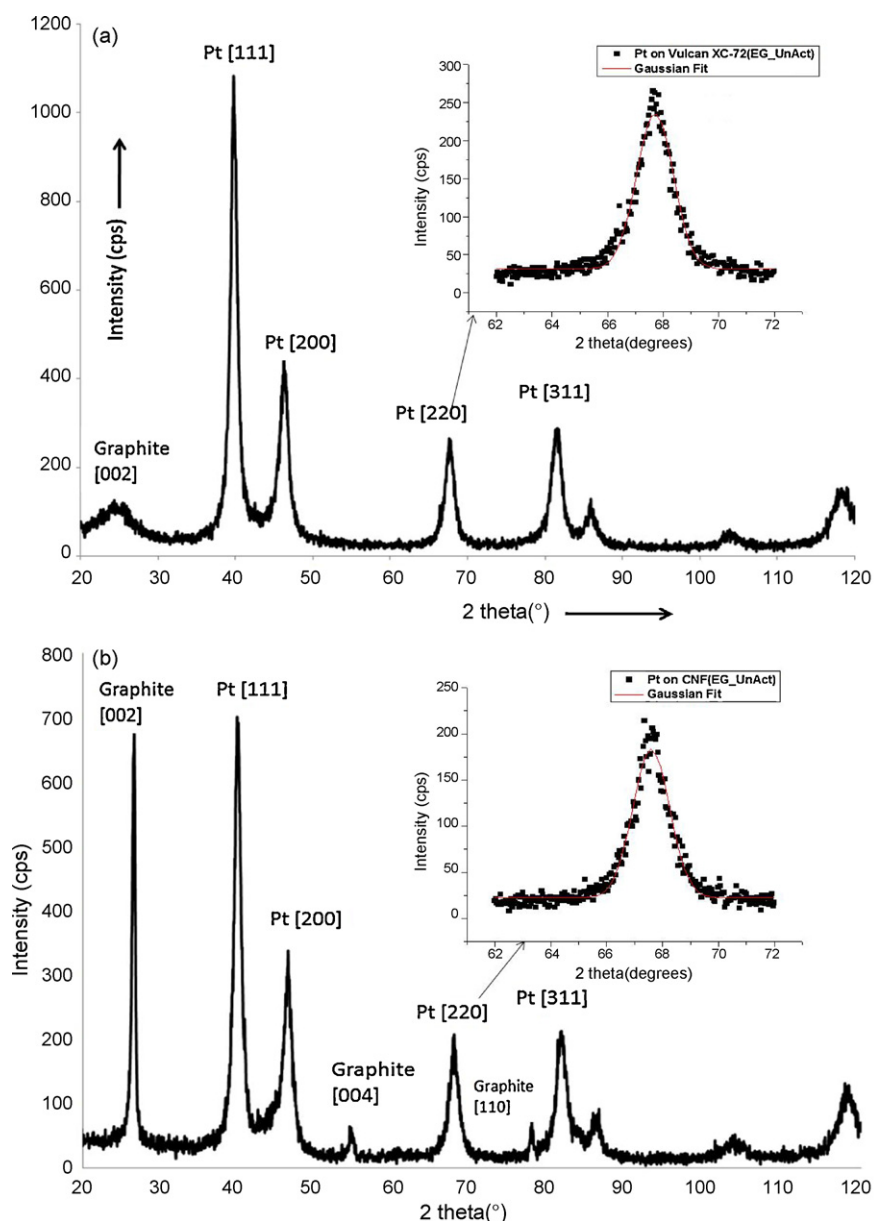 (a)
Pt [111]
Pt [200]
Pt [220]
Pt [311]
Graphite
[002]
Intensity (cps)
1200
1000
800
600
400
200
0
20
30
40
50
60
70
80
90
100
110
120
2 theta(°)
Pt on Vulcan XC-72(EG_UnAct)
Gaussian Fit
Intensity (cps)
300
250
200
150
100
50
0
62
64
66
68
70
72
2 theta(degrees)
(b)
Graphite
[002]
Pt [111]
Pt [200]
Graphite
[004]
Pt [220]
Graphite
[110]
Pt [311]
Intensity (cps)
800
700
600
500
400
300
200
100
0
20
30
40
50
60
70
80
90
100
110
120
2 theta(°)
Pt on CNF(EG_UnAct)
Gaussian Fit
Intensity (cps)
250
200
150
100
50
0
62
64
66
68
70
72
2 theta(degrees)